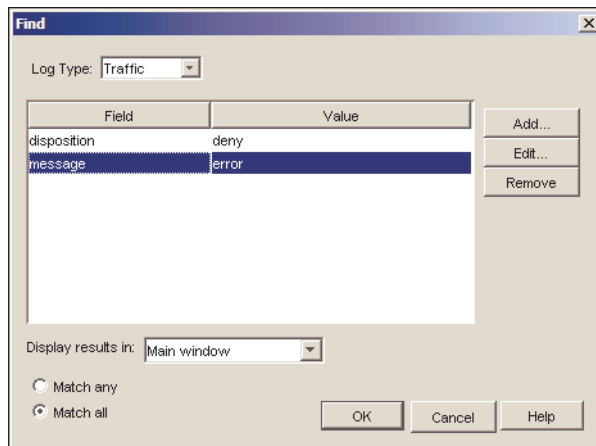 Find
Log Type: Traffic
Field Value
disposition deny
message error
Add...
Edit...
Remove
Display results in: Main window
Match any
Match all
OK Cancel Help